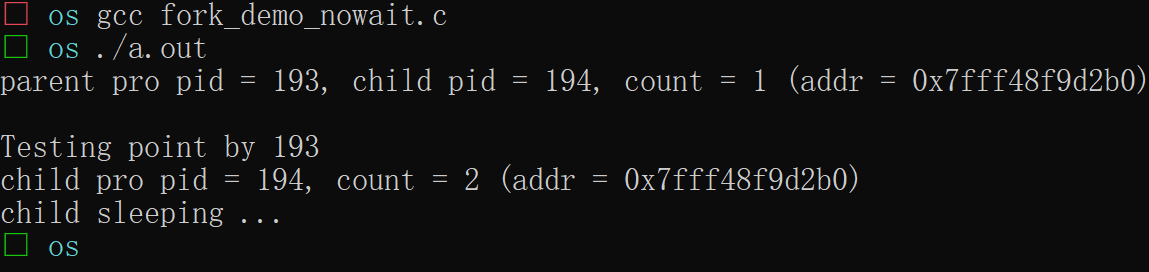 os gcc fork_demo_nowait.c
os ./a.out
parent pro pid = 193, child pid = 194, count = 1 (addr = 0x7fff48f9d2b0)
Testing point by 193
child pro pid = 194, count = 2 (addr = 0x7fff48f9d2b0)
child sleeping ...
os